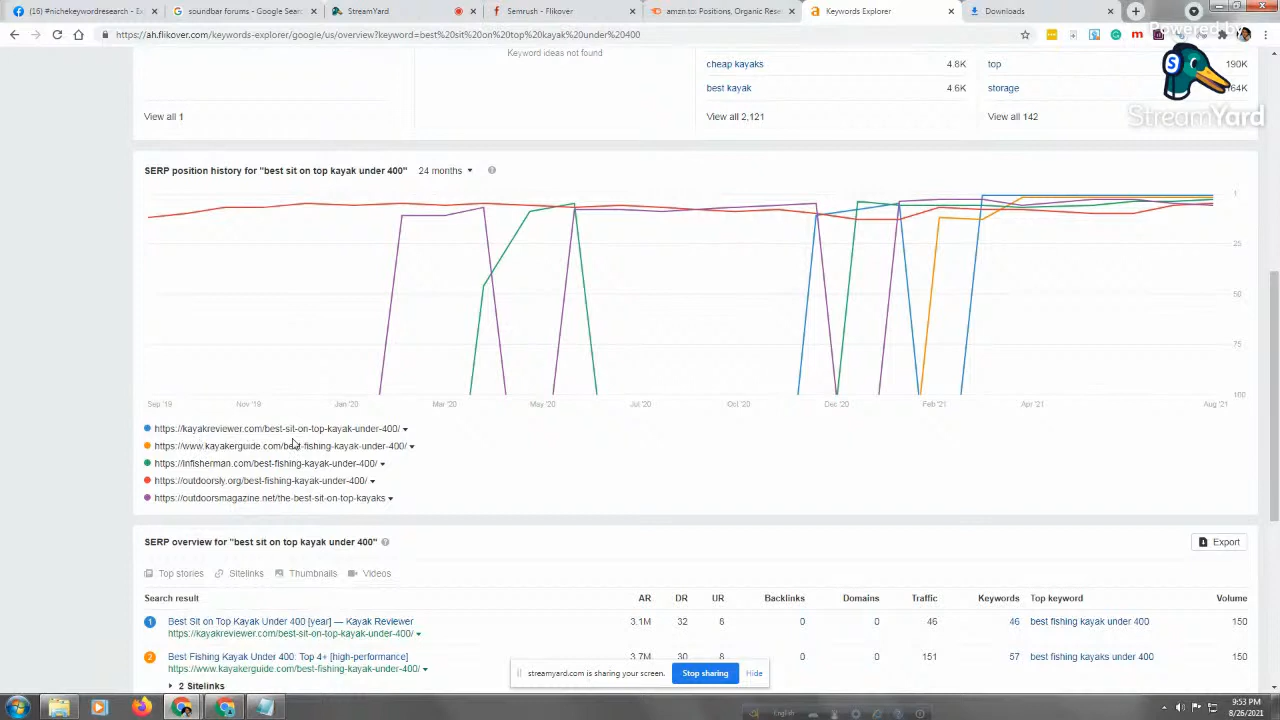 (16) #nichekeywordresearch - Ex
soundbar forums - Google Sear
StreamYard
Semrush - Flikover
amzn.to: Positions, Organic Rese
Keywords Explorer
Downloads
https://ah.flikover.com/keywords-explorer/google/us/overview?keyword=best%20sit%20on%20top%20kayak%20under%20400
Powered by
StreamYard
Keyword ideas not found
cheap kayaks 4.8K
top 190K
best kayak 4.6K
storage 164K
View all 1
View all 2,121
View all 142
SERP position history for "best sit on top kayak under 400" 24 months
1
25
50
75
100
Sep '19 Nov '19 Jan '20 Mar '20 May '20 Jul '20 Oct '20 Dec '20 Feb '21 Apr '21 Aug '21
https://kayakreviewer.com/best-sit-on-top-kayak-under-400/
https://www.kayakerguide.com/best-fishing-kayak-under-400/
https://infisherman.com/best-fishing-kayak-under-400/
https://outdoorsly.org/best-fishing-kayak-under-400/
https://outdoorsmagazine.net/the-best-sit-on-top-kayaks
SERP overview for "best sit on top kayak under 400"
Export
Top stories Sitelinks Thumbnails Videos
Search result AR DR UR Backlinks Domains Traffic Keywords Top keyword Volume
1 Best Sit on Top Kayak Under 400 [year] — Kayak Reviewer 3.1M 32 6 0 0 46 46 best fishing kayak under 400 150
https://kayakreviewer.com/best-sit-on-top-kayak-under-400/
2 Best Fishing Kayak Under 400: Top 4+ [high-performance] 3.7M 30 8 0 0 151 57 best fishing kayaks under 400 150
https://www.kayakerguide.com/best-fishing-kayak-under-400/
2 Sitelinks
streamyard.com is sharing your screen. Stop sharing Hide
English
9:53 PM
8/26/2021